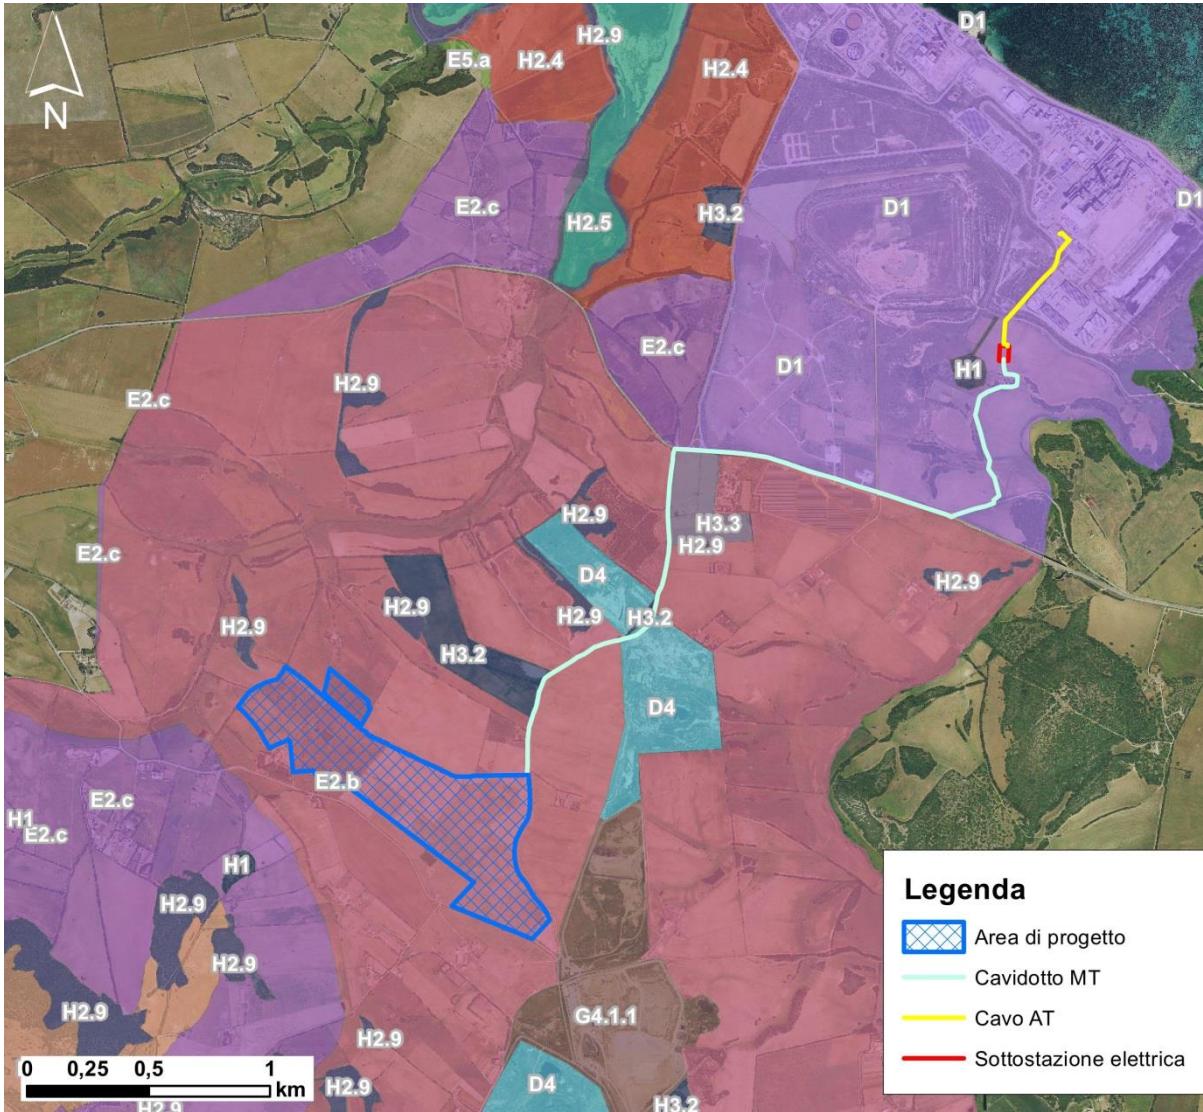 D1
H2.9
E5.a
H2.4
H2.4
N
D1
E2.c
H3.2
D1
H2.5
E2.c
D1
H1
H2.9
E2.c
H2.9
H3.3
H2.9
E2.c
D4
H2.9
H2.9
H2.9
H3.2
H2.9
H3.2
D4
E2.b
E2.c
H1
E2.c
H1
H2.9
H2.9
H2.9
G4.1.1
H2.9
H2.9
D4
H3.2
H2.9
0 0,25 0,5 1
km
Legenda
Area di progetto
Cavidotto MT
Cavo AT
Sottostazione elettrica